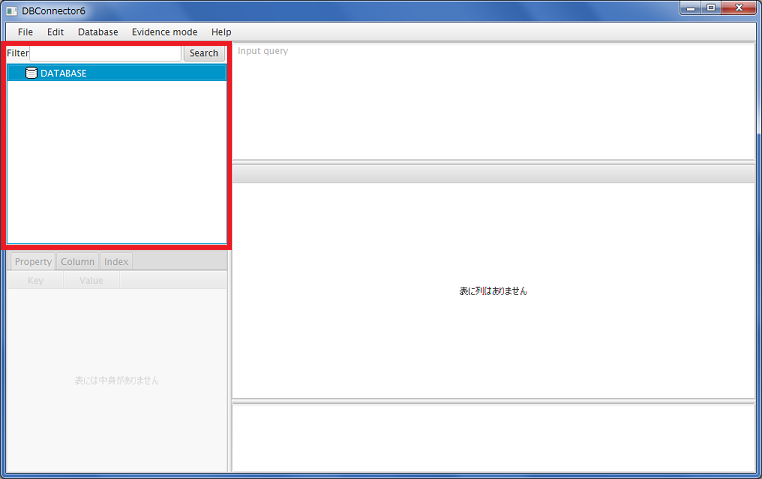 DBConnector6
File Edit Database Evidence mode Help
Filter Search
DATABASE
Input query
表に列はありません
Property Column Index
Key Value
表には中身がありません